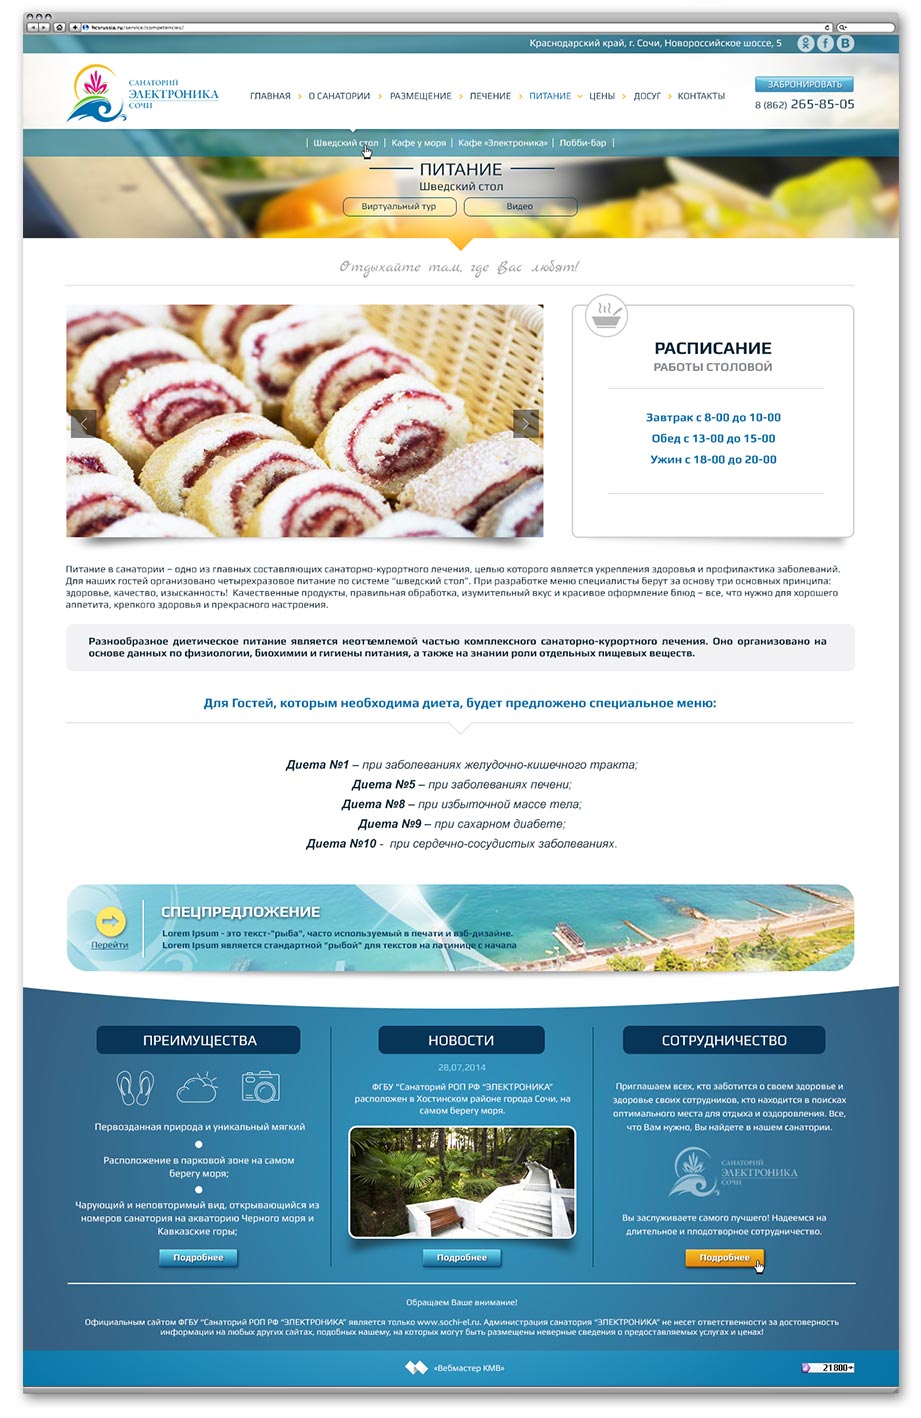 hcsrussia.ru/service/competencies/
Краснодарский край, г. Сочи, Новороссийское шоссе, 5
САНАТОРИЙ
ЭЛЕКТРОНИКА
СОЧИ
ГЛАВНАЯ О САНАТОРИИ РАЗМЕЩЕНИЕ ЛЕЧЕНИЕ ПИТАНИЕ ЦЕНЫ ДОСУГ КОНТАКТЫ
ЗАБРОНИРОВАТЬ
8 (862) 265-85-05
| Шведский стол | Кафе у моря | Кафе «Электроника» | Лобби-бар |
ПИТАНИЕ
Шведский стол
Виртуальный тур Видео
Отдыхайте там, где Вас любят!
РАСПИСАНИЕ
РАБОТЫ СТОЛОВОЙ
Завтрак с 8-00 до 10-00
Обед с 13-00 до 15-00
Ужин с 18-00 до 20-00
Питание в санатории – одно из главных составляющих санаторно-курортного лечения, целью которого является укрепления здоровья и профилактика заболеваний.
Для наших гостей организовано четырехразовое питание по системе "шведский стол". При разработке меню специалисты берут за основу три основных принципа:
здоровье, качество, изысканность! Качественные продукты, правильная обработка, изумительный вкус и красивое оформление блюд – все, что нужно для хорошего
аппетита, крепкого здоровья и прекрасного настроения.
Разнообразное диетическое питание является неотъемлемой частью комплексного санаторно-курортного лечения. Оно организовано на
основе данных по физиологии, биохимии и гигиены питания, а также на знании роли отдельных пищевых веществ.
Для Гостей, которым необходима диета, будет предложено специальное меню:
Диета №1 – при заболеваниях желудочно-кишечного тракта;
Диета №5 – при заболеваниях печени;
Диета №8 – при избыточной массе тела;
Диета №9 – при сахарном диабете;
Диета №10 - при сердечно-сосудистых заболеваниях.
Перейти
СПЕЦПРЕДЛОЖЕНИЕ
Lorem Ipsum - это текст-"рыба", часто используемый в печати и вэб-дизайне.
Lorem Ipsum является стандартной "рыбой" для текстов на латинице с начала
ПРЕИМУЩЕСТВА
Первозданная природа и уникальный мягкий
Расположение в парковой зоне на самом
берегу моря;
Чарующий и неповторимый вид, открывающийся из
номеров санатория на акваторию Черного моря и
Кавказские горы;
Подробнее
НОВОСТИ
28,07,2014
ФГБУ "Санаторий РОП РФ "ЭЛЕКТРОНИКА"
расположен в Хостинском районе города Сочи, на
самом берегу моря.
Подробнее
СОТРУДНИЧЕСТВО
Приглашаем всех, кто заботится о своем здоровье и
здоровье своих сотрудников, кто находится в поисках
оптимального места для отдыха и оздоровления. Все,
что Вам нужно, Вы найдете в нашем санатории.
САНАТОРИЙ
ЭЛЕКТРОНИКА
СОЧИ
Вы заслуживаете самого лучшего! Надеемся на
длительное и плодотворное сотрудничество.
Подробнее
Обращаем Ваше внимание!
Официальным сайтом ФГБУ "Санаторий РОП РФ "ЭЛЕКТРОНИКА" является только www.sochi-el.ru. Администрация санатория "ЭЛЕКТРОНИКА" не несет ответственности за достоверность
информации на любых других сайтах, подобных нашему, на которых могут быть размещены неверные сведения о предоставляемых услугах и ценах!
«Вебмастер КМВ»
21800